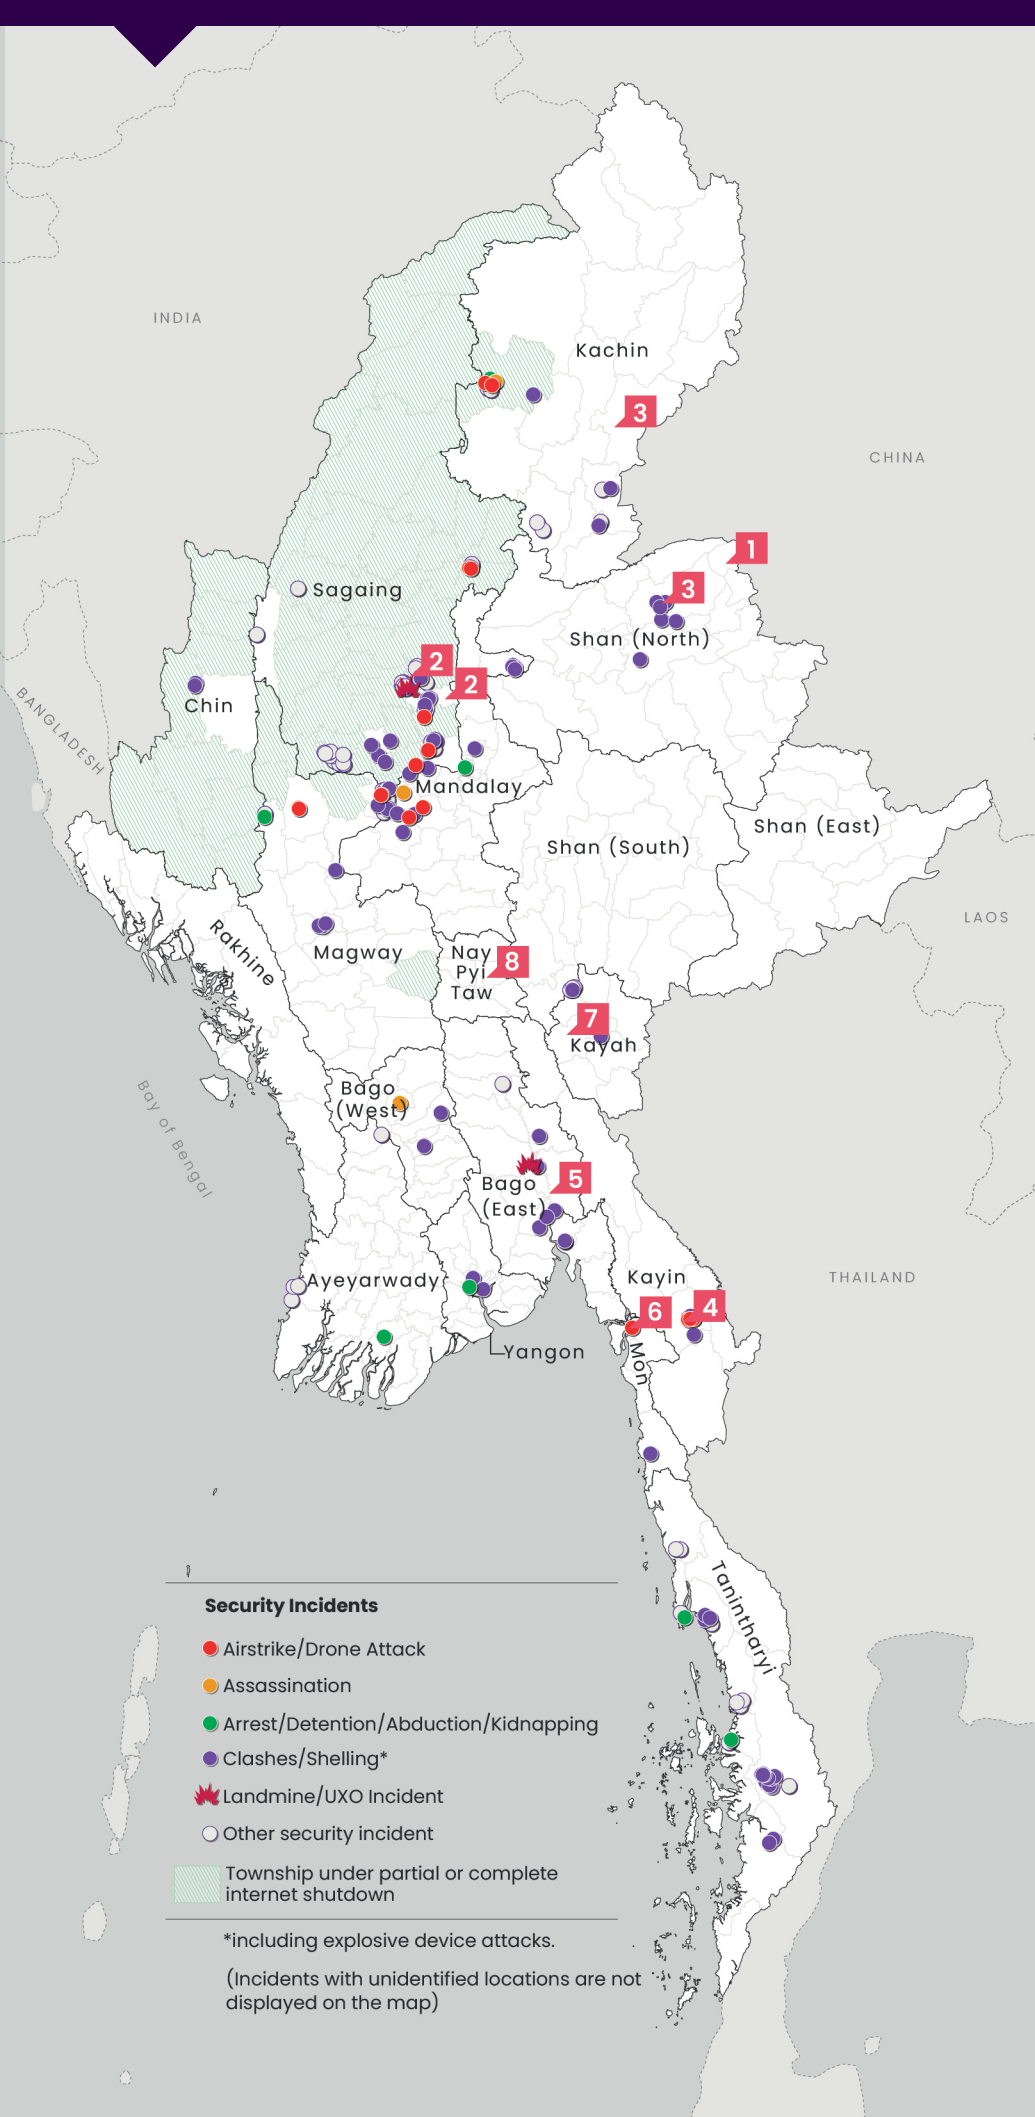 INDIA
Kachin
3
CHINA
1
3
Sagaing
Shan (North)
2
2
Chin
BANGLADESH
Mandalay
Shan (East)
Shan (South)
LAOS
Rakhine
Magway
Nay
Pyi
Taw
8
7
Kayah
Bay of Bengal
Bago
(West)
5
Bago
(East)
Ayeyarwady
Kayin
THAILAND
6
4
Yangon
Mon
Tanintharyi
Security Incidents
Airstrike/Drone Attack
Assassination
Arrest/Detention/Abduction/Kidnapping
Clashes/Shelling*
Landmine/UXO Incident
Other security incident
Township under partial or complete
internet shutdown
*including explosive device attacks.
(Incidents with unidentified locations are not
displayed on the map)